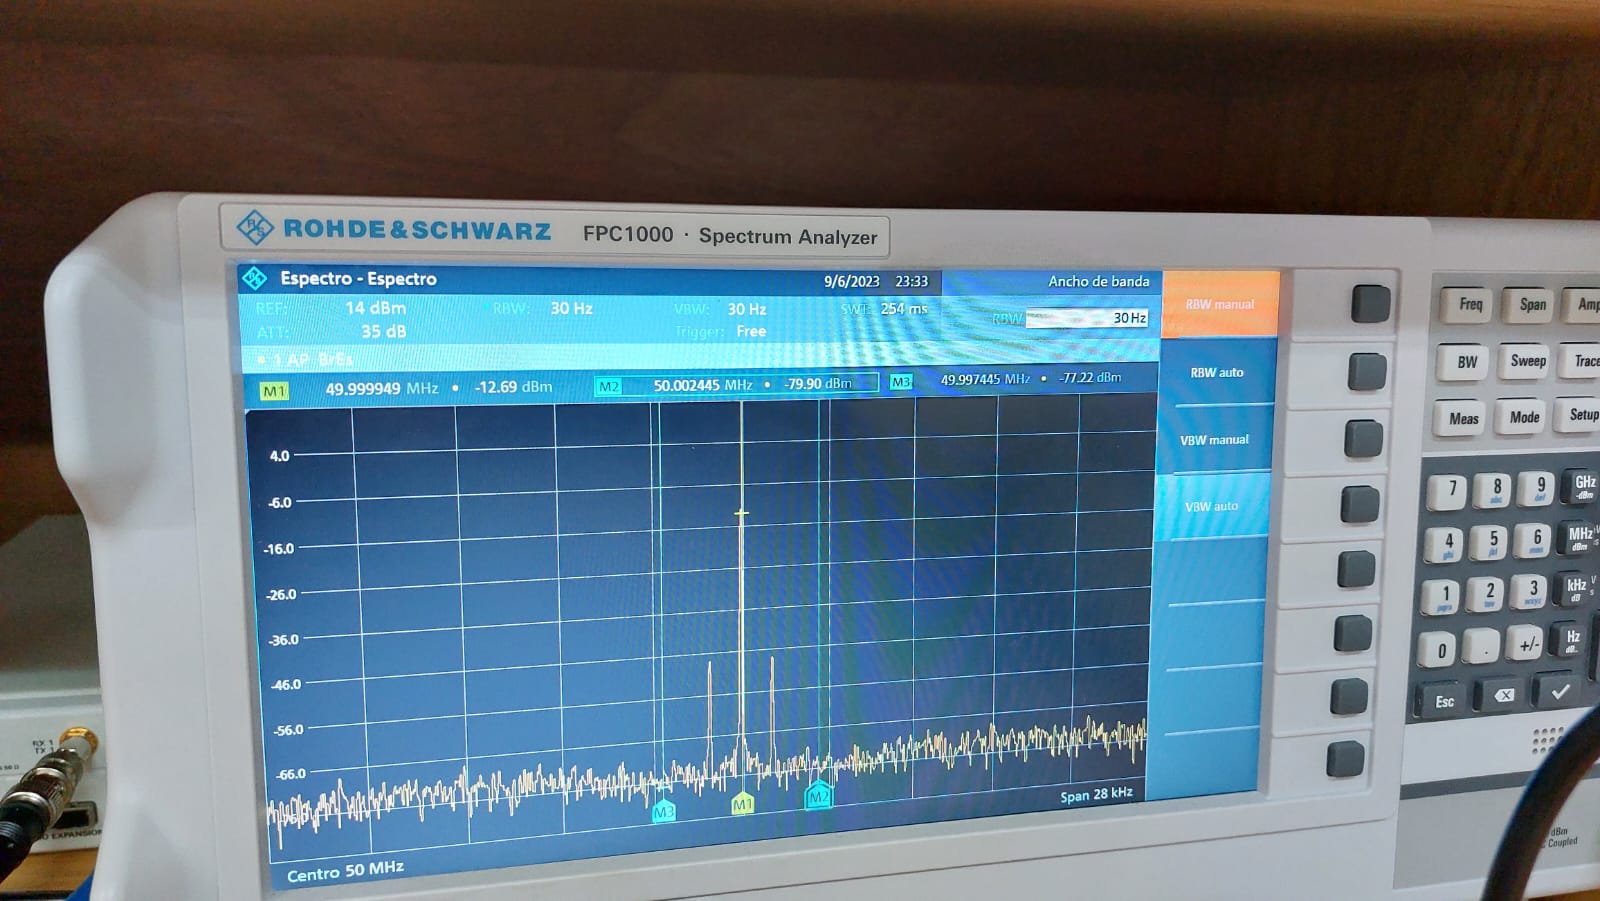 ROHDE & SCHWARZ FPC1000 · Spectrum Analyzer
Espectro - Espectro 9/6/2023 23:33 Ancho de banda
REF: 14 dBm RBW: 30 Hz VBW: 30 Hz SWT: 254 ms RBW 30 Hz
ATT: 35 dB Trigger: Free
1 AP BrEs
M1 49.999949 MHz • -12.69 dBm M2 50.002445 MHz • -79.90 dBm M3 49.997445 MHz • -77.22 dBm
4.0
-6.0
-16.0
-26.0
-36.0
-46.0
-56.0
-66.0
M3 M1 M2
Centro 50 MHz Span 28 kHz
RBW manual
RBW auto
VBW manual
VBW auto
Freq Span Amp
BW Sweep Trace
Meas Mode Setup
7 8 9 GHz
-dBm
4 5 6 MHz
dBm
1 2 3 kHz
dB
0 . +/- Hz
dB..
Esc
RX 1
TX 1
EXPANSION
dBm
C Coupled